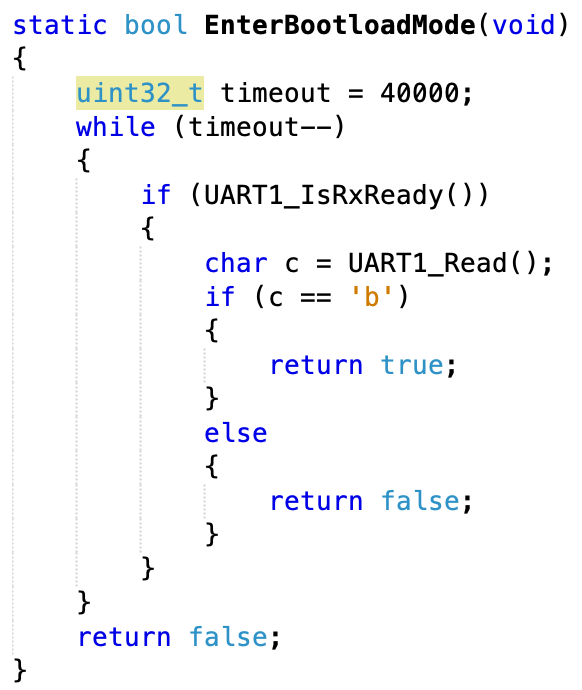 static bool EnterBootloadMode(void)
{
    uint32_t timeout = 40000;
    while (timeout--)
    {
        if (UART1_IsRxReady())
        {
            char c = UART1_Read();
            if (c == 'b')
            {
                return true;
            }
            else
            {
                return false;
            }
        }
    }
    return false;
}